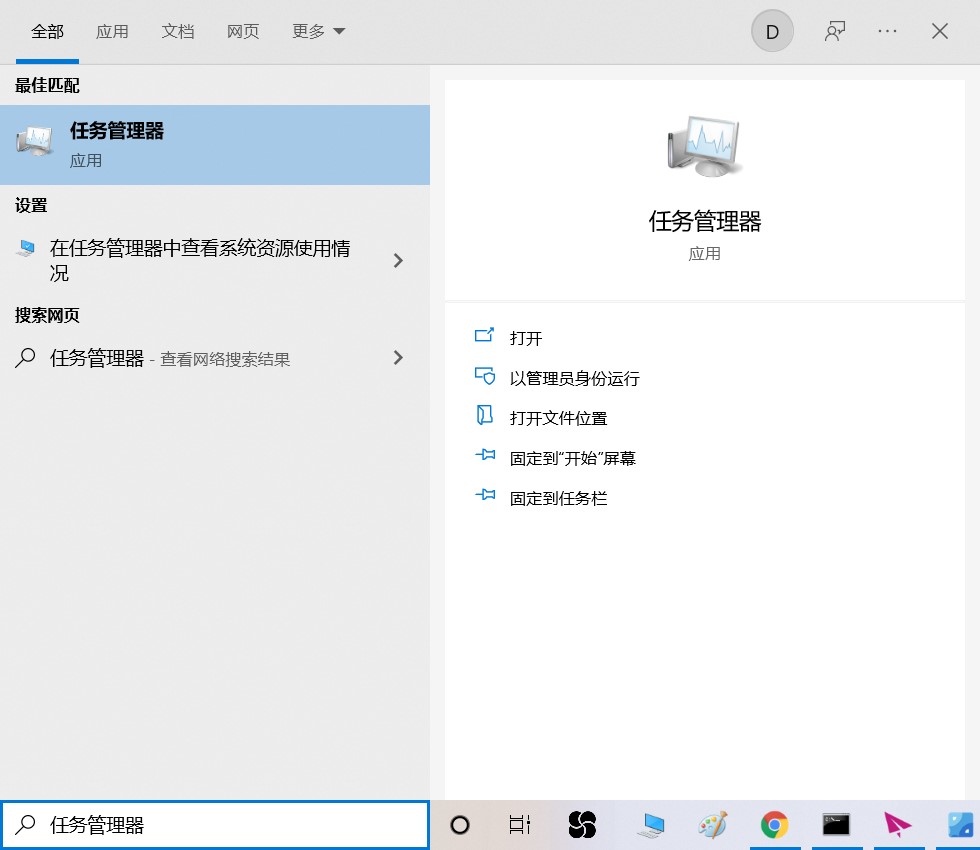 全部 应用 文档 网页 更多 D
最佳匹配
任务管理器
应用
设置
在任务管理器中查看系统资源使用情
况
搜索网页
任务管理器 - 查看网络搜索结果
任务管理器
应用
打开
以管理员身份运行
打开文件位置
固定到"开始"屏幕
固定到任务栏
任务管理器